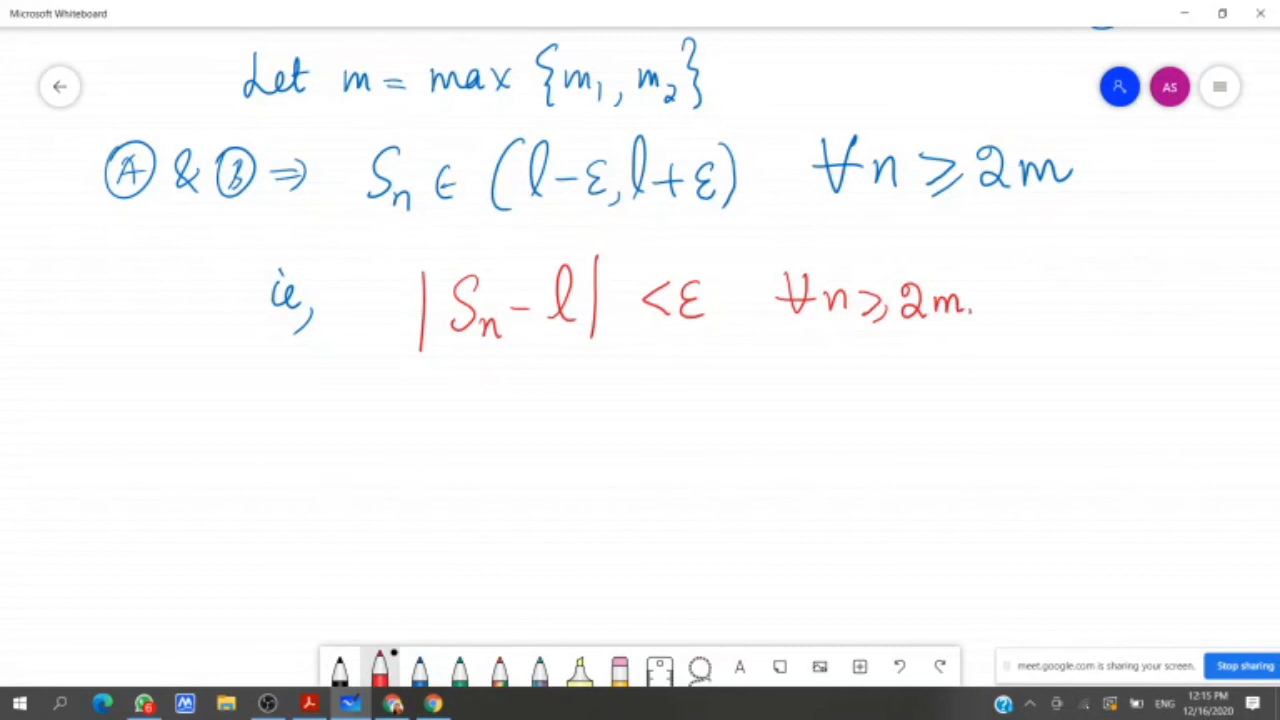 Microsoft Whiteboard
Let m = max {m₁, m₂}
Ⓐ & Ⓑ ⇒ Sₙ ∈ (l-ε, l+ε) ∀n ⩾ 2m
ie, |Sₙ - l| < ε ∀n ⩾ 2m.
AS
A
meet.google.com is sharing your screen.
Stop sharing
ENG
12:15 PM
12/16/2020